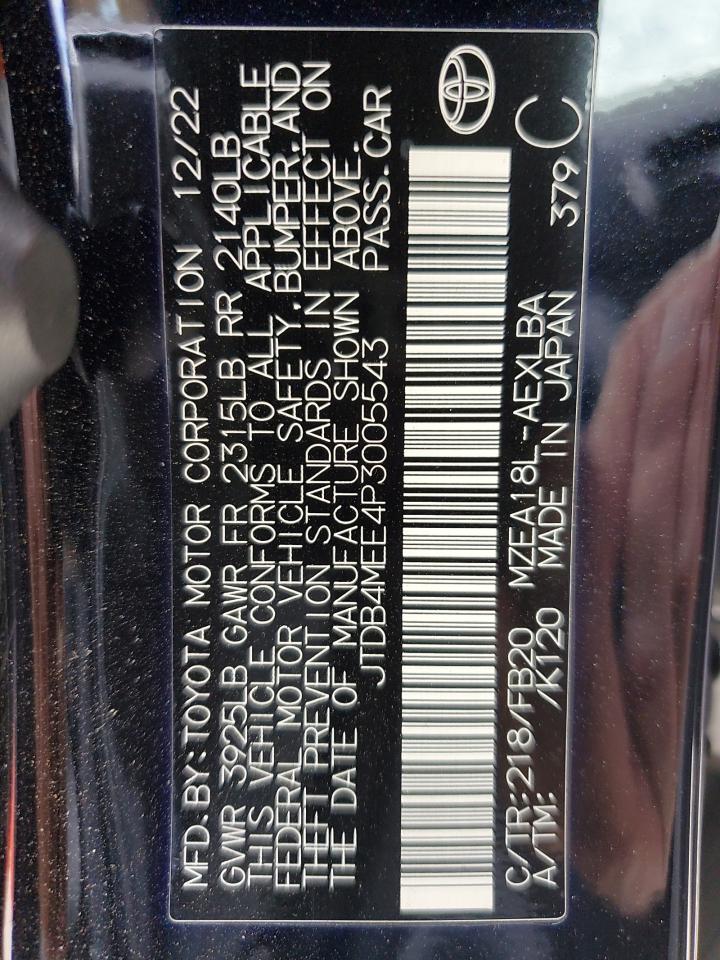 MFD.BY:TOYOTA MOTOR CORPORATION 12/22
GVWR 3925LB GAWR FR 2315LB RR 2140LB
THIS VEHICLE CONFORMS TO ALL APPLICABLE
FEDERAL MOTOR VEHICLE SAFETY,BUMPER,AND
THEFT PREVENTION STANDARDS IN EFFECT ON
THE DATE OF MANUFACTURE SHOWN ABOVE.
JTDB4MEE4P3005543 PASS.CAR
C/TR:218/FB20 MZEA18L-AEXLBA
A/TM: /K120 MADE IN JAPAN 379 C